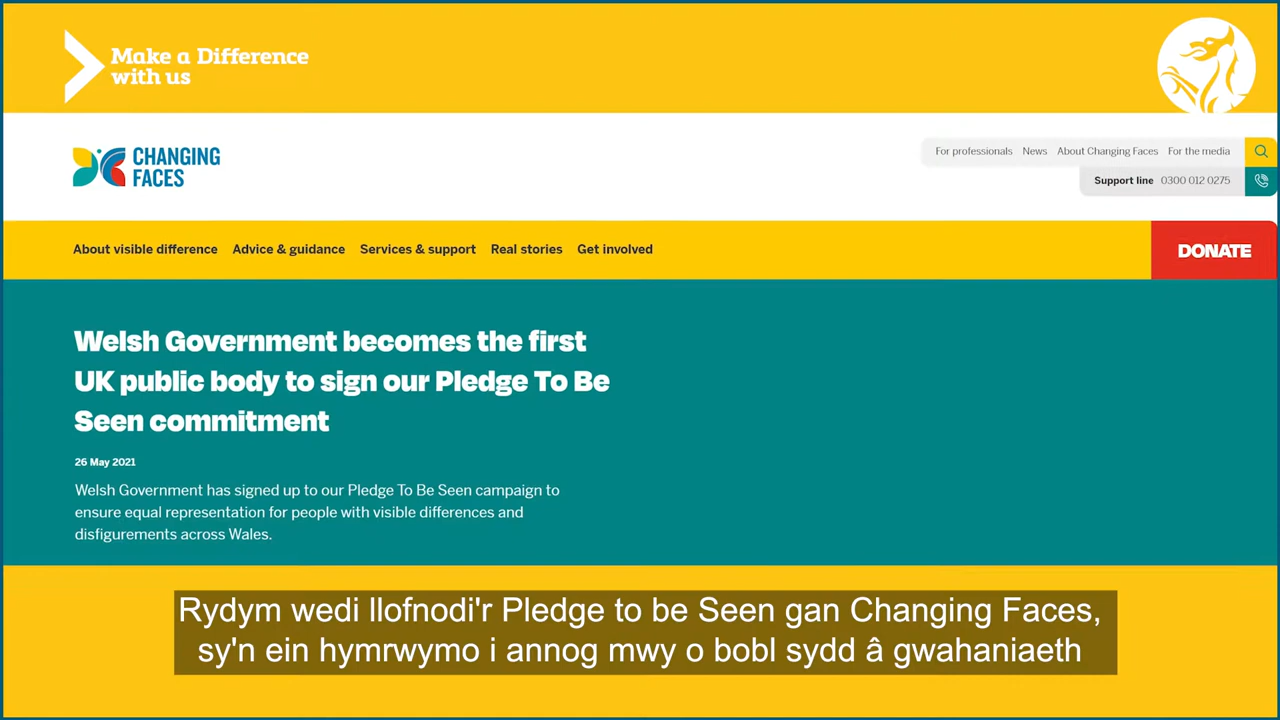 Make a Difference
with us
CHANGING
FACES
For professionals News About Changing Faces For the media
Support line 0300 012 0275
About visible difference Advice & guidance Services & support Real stories Get involved
DONATE
Welsh Government becomes the first
UK public body to sign our Pledge To Be
Seen commitment
26 May 2021
Welsh Government has signed up to our Pledge To Be Seen campaign to
ensure equal representation for people with visible differences and
disfigurements across Wales.
Rydym wedi llofnodi'r Pledge to be Seen gan Changing Faces,
sy'n ein hymrwymo i annog mwy o bobl sydd â gwahaniaeth